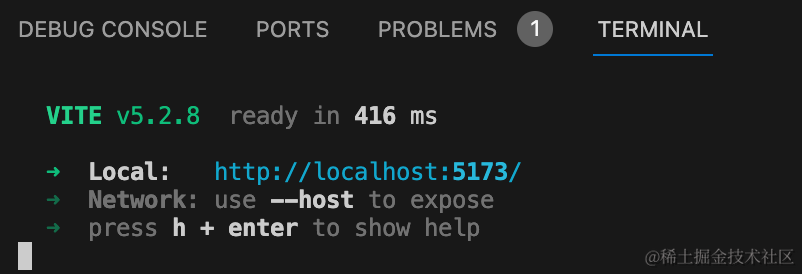 DEBUG CONSOLE PORTS PROBLEMS 1 TERMINAL
VITE v5.2.8 ready in 416 ms
➜ Local: http://localhost:5173/
➜ Network: use --host to expose
➜ press h + enter to show help
@稀土掘金技术社区